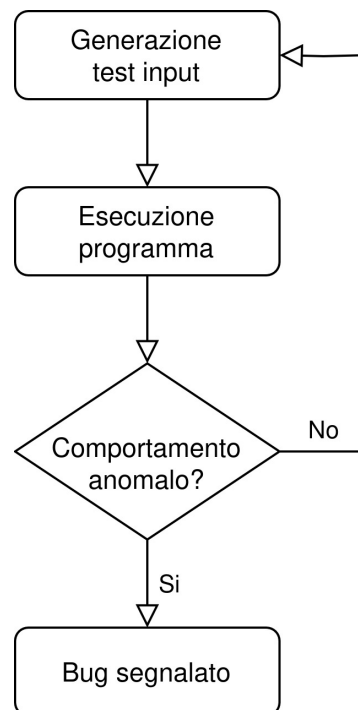 Generazione
test input
Esecuzione
programma
Comportamento
anomalo?
No
Si
Bug segnalato